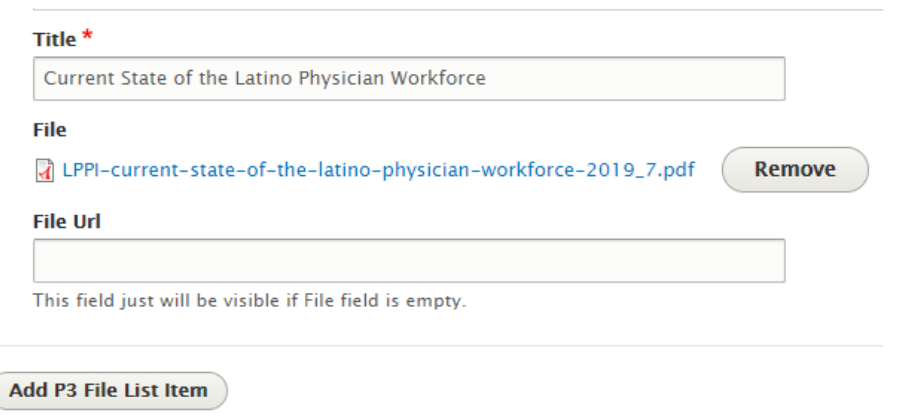 Title *
Current State of the Latino Physician Workforce
File
LPPI-current-state-of-the-latino-physician-workforce-2019_7.pdf Remove
File Url
This field just will be visible if File field is empty.
Add P3 File List Item